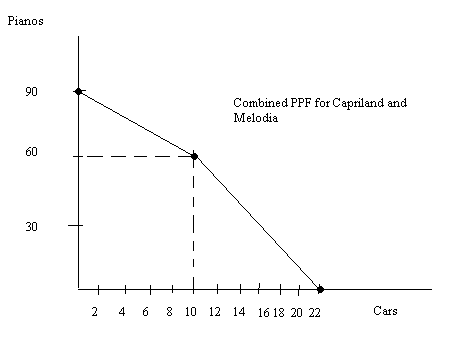 Pianos
90
Combined PPF for Capriland and
Melodia
60
30
2 4 6 8 10 12 14 16 18 20 22 Cars